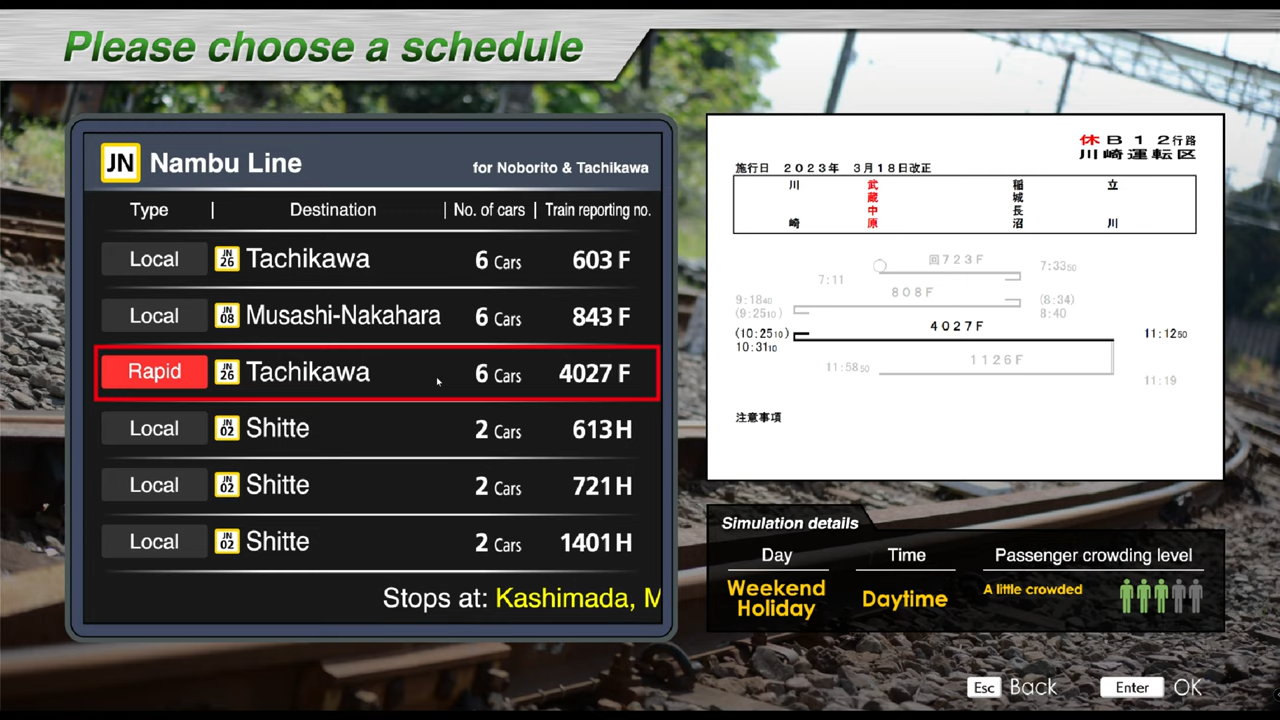 Please choose a schedule
JN Nambu Line
for Noborito & Tachikawa
Type Destination No. of cars Train reporting no.
Local JN 26 Tachikawa 6 Cars 603 F
Local JN 08 Musashi-Nakahara 6 Cars 843 F
Rapid JN 26 Tachikawa 6 Cars 4027 F
Local JN 02 Shitte 2 Cars 613H
Local JN 02 Shitte 2 Cars 721H
Local JN 02 Shitte 2 Cars 1401H
Stops at: Kashimada, M
休B12行路
川崎運転区
施行日 2023年 3月18日改正
川崎 武蔵中原 稲城長沼 立川
回723F
7:11 7:33 50
808F
9:18 40 (8:34)
(9:25 10) 8:40
4027F
(10:25 10) 11:12 50
10:31 10
1126F
11:58 50 11:19
注意事項
Simulation details
Day Time Passenger crowding level
Weekend Holiday Daytime A little crowded
Esc Back Enter OK